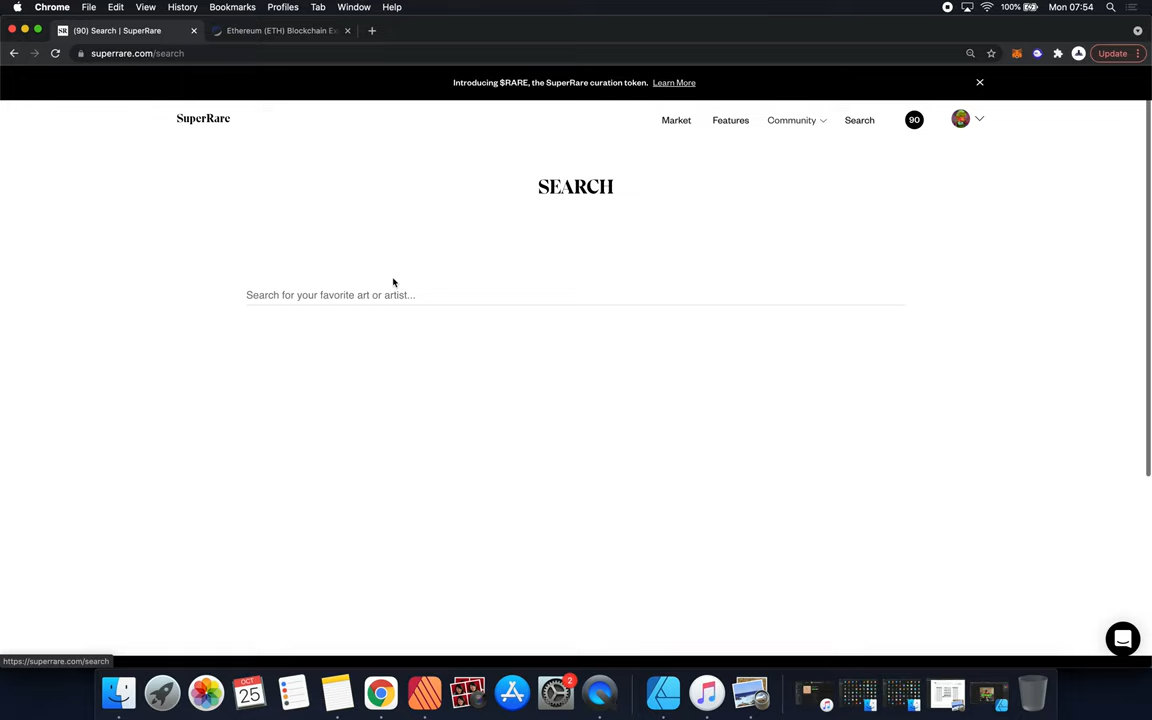 Chrome File Edit View History Bookmarks Profiles Tab Window Help 100% Mon 07:54
SR (90) Search | SuperRare Ethereum (ETH) Blockchain Ex
superrare.com/search Update
Introducing $RARE, the SuperRare curation token. Learn More
SuperRare Market Features Community Search 90
SEARCH
Search for your favorite art or artist...
https://superrare.com/search
OCT
25
2